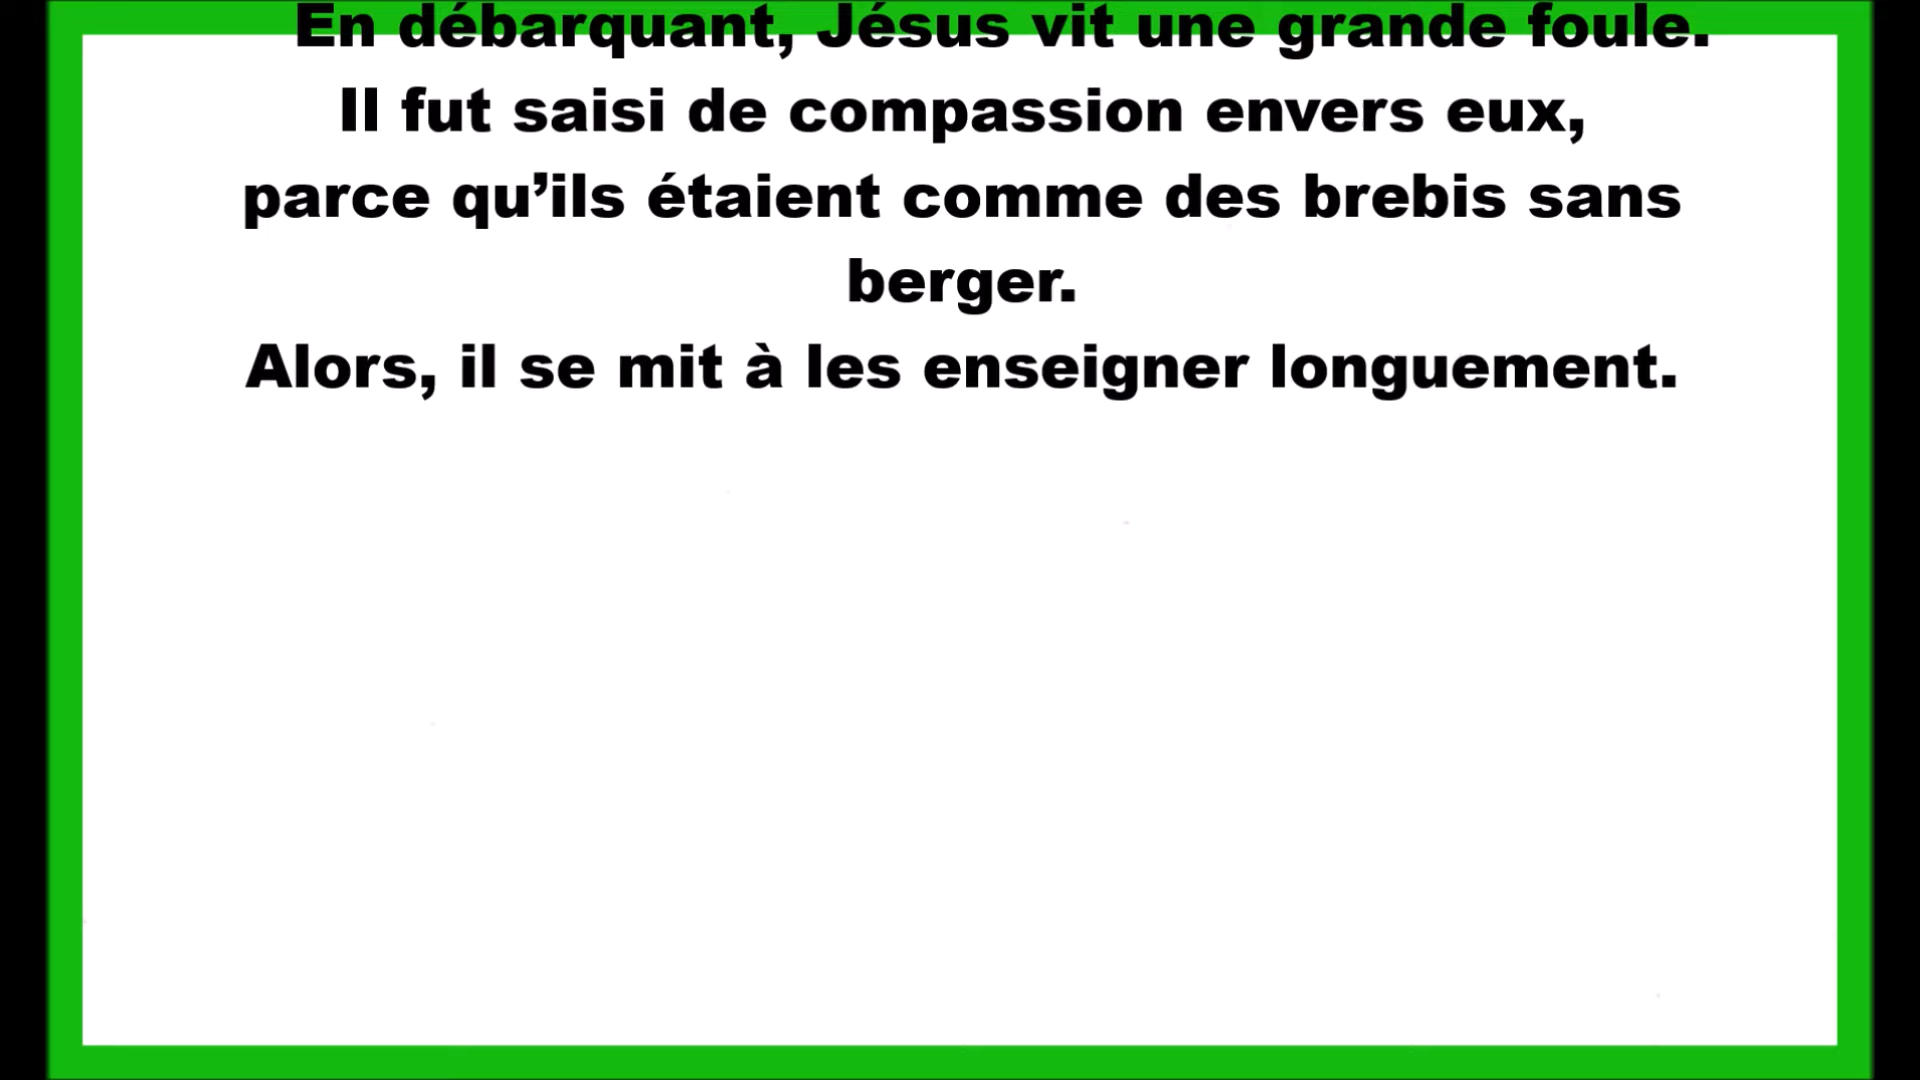 En débarquant, Jésus vit une grande foule.
Il fut saisi de compassion envers eux,
parce qu’ils étaient comme des brebis sans
berger.
Alors, il se mit à les enseigner longuement.